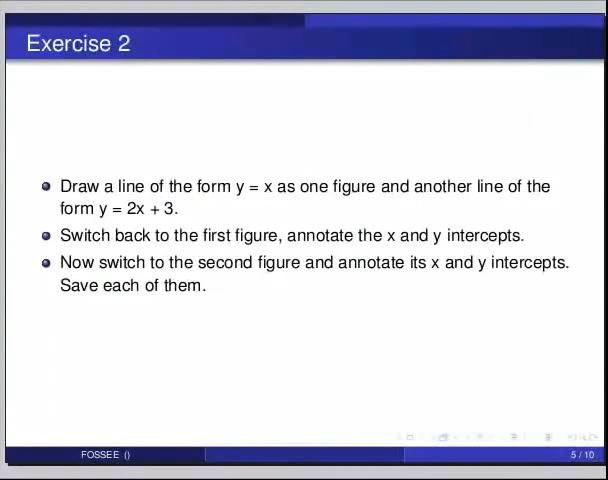 Exercise 2
Draw a line of the form y = x as one figure and another line of the
form y = 2x + 3.
Switch back to the first figure, annotate the x and y intercepts.
Now switch to the second figure and annotate its x and y intercepts.
Save each of them.
FOSSEE ()
5 / 10